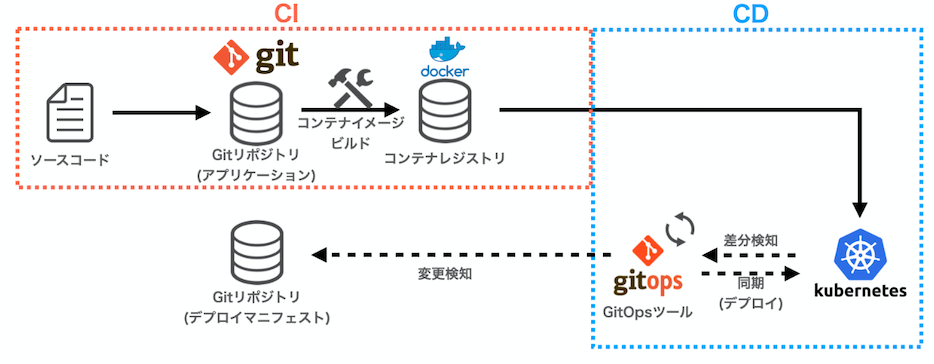 CI
CD
git
docker
コンテナイメージ
ビルド
ソースコード
Gitリポジトリ
(アプリケーション)
コンテナレジストリ
変更検知
Gitリポジトリ
(デプロイマニフェスト)
gitops
GitOpsツール
差分検知
同期
(デプロイ)
kubernetes